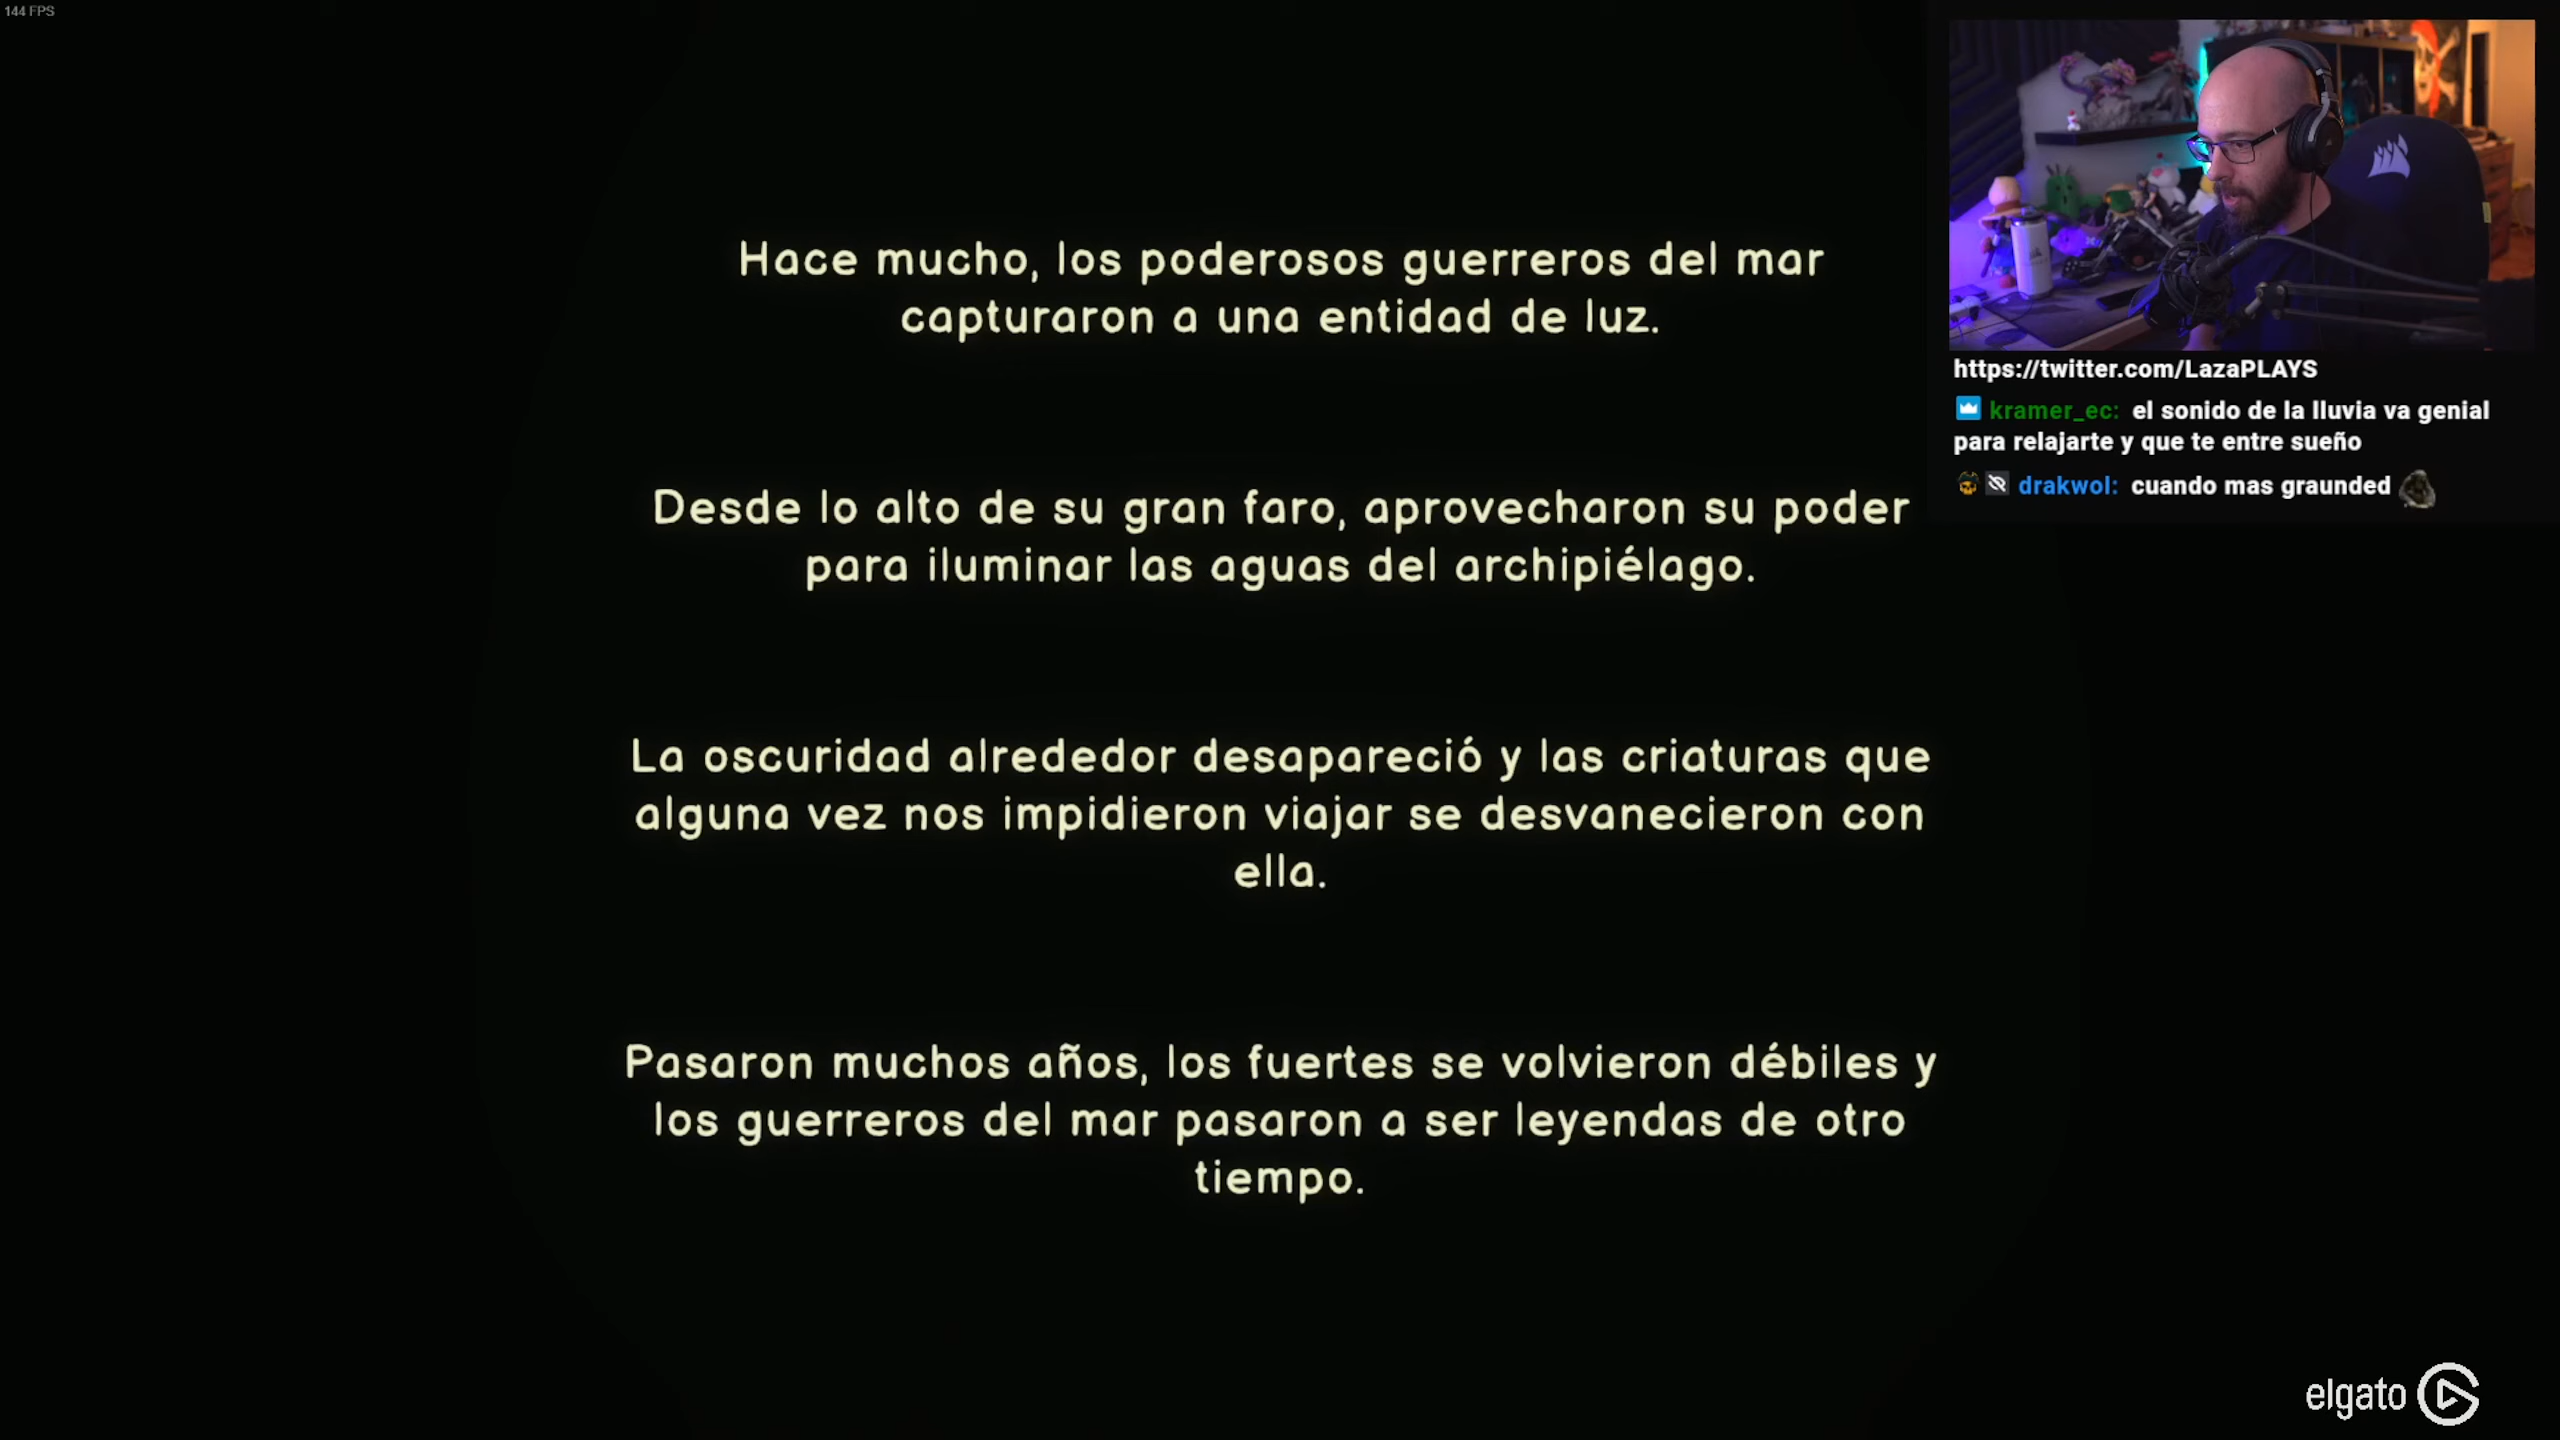 144 FPS
Hace mucho, los poderosos guerreros del mar
capturaron a una entidad de luz.
Desde lo alto de su gran faro, aprovecharon su poder
para iluminar las aguas del archipiélago.
La oscuridad alrededor desapareció y las criaturas que
alguna vez nos impidieron viajar se desvanecieron con
ella.
Pasaron muchos años, los fuertes se volvieron débiles y
los guerreros del mar pasaron a ser leyendas de otro
tiempo.
https://twitter.com/LazaPLAYS
kramer_ec: el sonido de la lluvia va genial
para relajarte y que te entre sueño
drakwol: cuando mas graunded
elgato